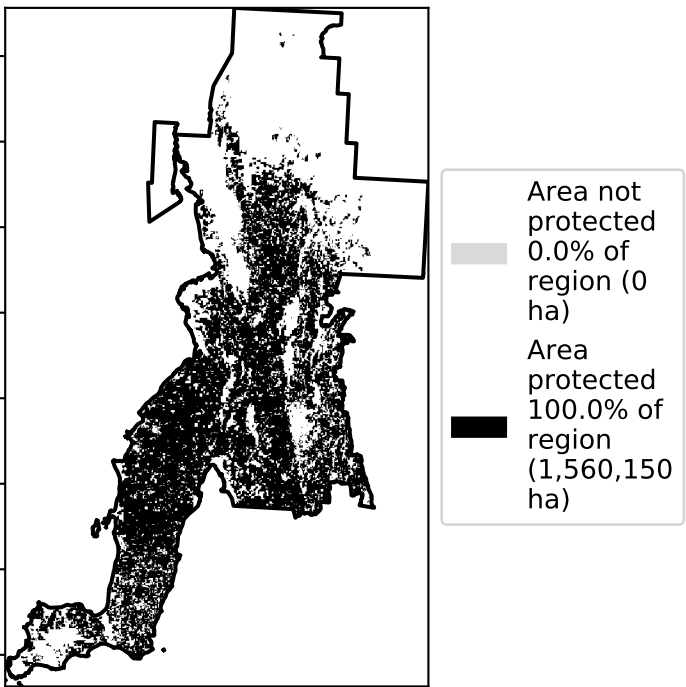 Area not
protected
0.0% of
region (0
ha)
Area
protected
100.0% of
region
(1,560,150
ha)